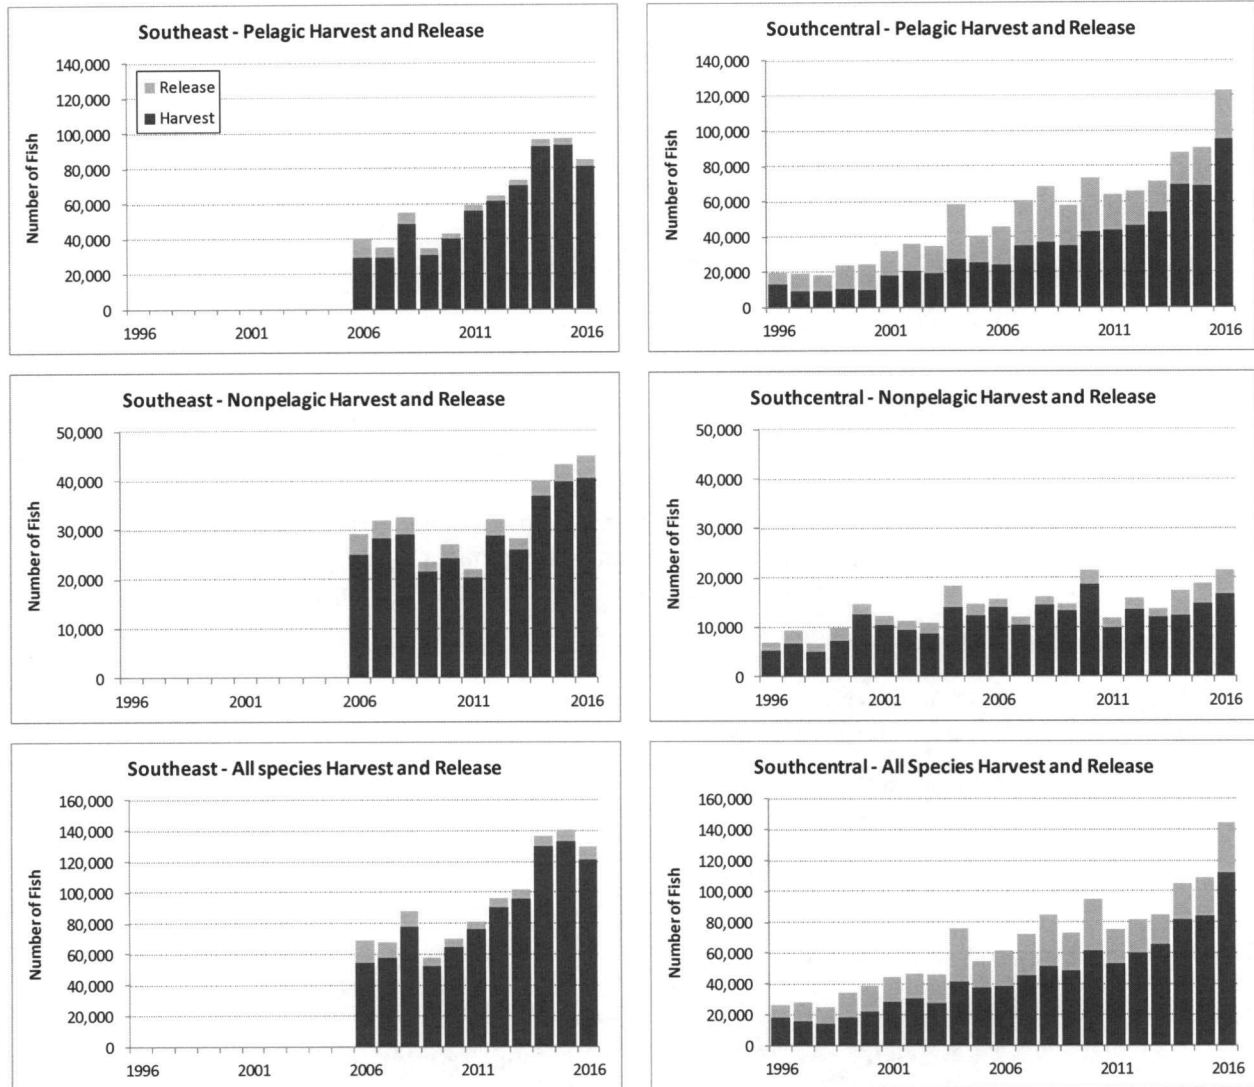 Southeast - Pelagic Harvest and Release
140,000
120,000
100,000
80,000
60,000
40,000
20,000
0
Number of Fish
Release
Harvest
1996 2001 2006 2011 2016
Southcentral - Pelagic Harvest and Release
140,000
120,000
100,000
80,000
60,000
40,000
20,000
0
Number of Fish
1996 2001 2006 2011 2016
Southeast - Nonpelagic Harvest and Release
50,000
40,000
30,000
20,000
10,000
0
Number of Fish
1996 2001 2006 2011 2016
Southcentral - Nonpelagic Harvest and Release
50,000
40,000
30,000
20,000
10,000
0
Number of Fish
1996 2001 2006 2011 2016
Southeast - All species Harvest and Release
160,000
140,000
120,000
100,000
80,000
60,000
40,000
20,000
0
Number of Fish
1996 2001 2006 2011 2016
Southcentral - All Species Harvest and Release
160,000
140,000
120,000
100,000
80,000
60,000
40,000
20,000
0
Number of Fish
1996 2001 2006 2011 2016